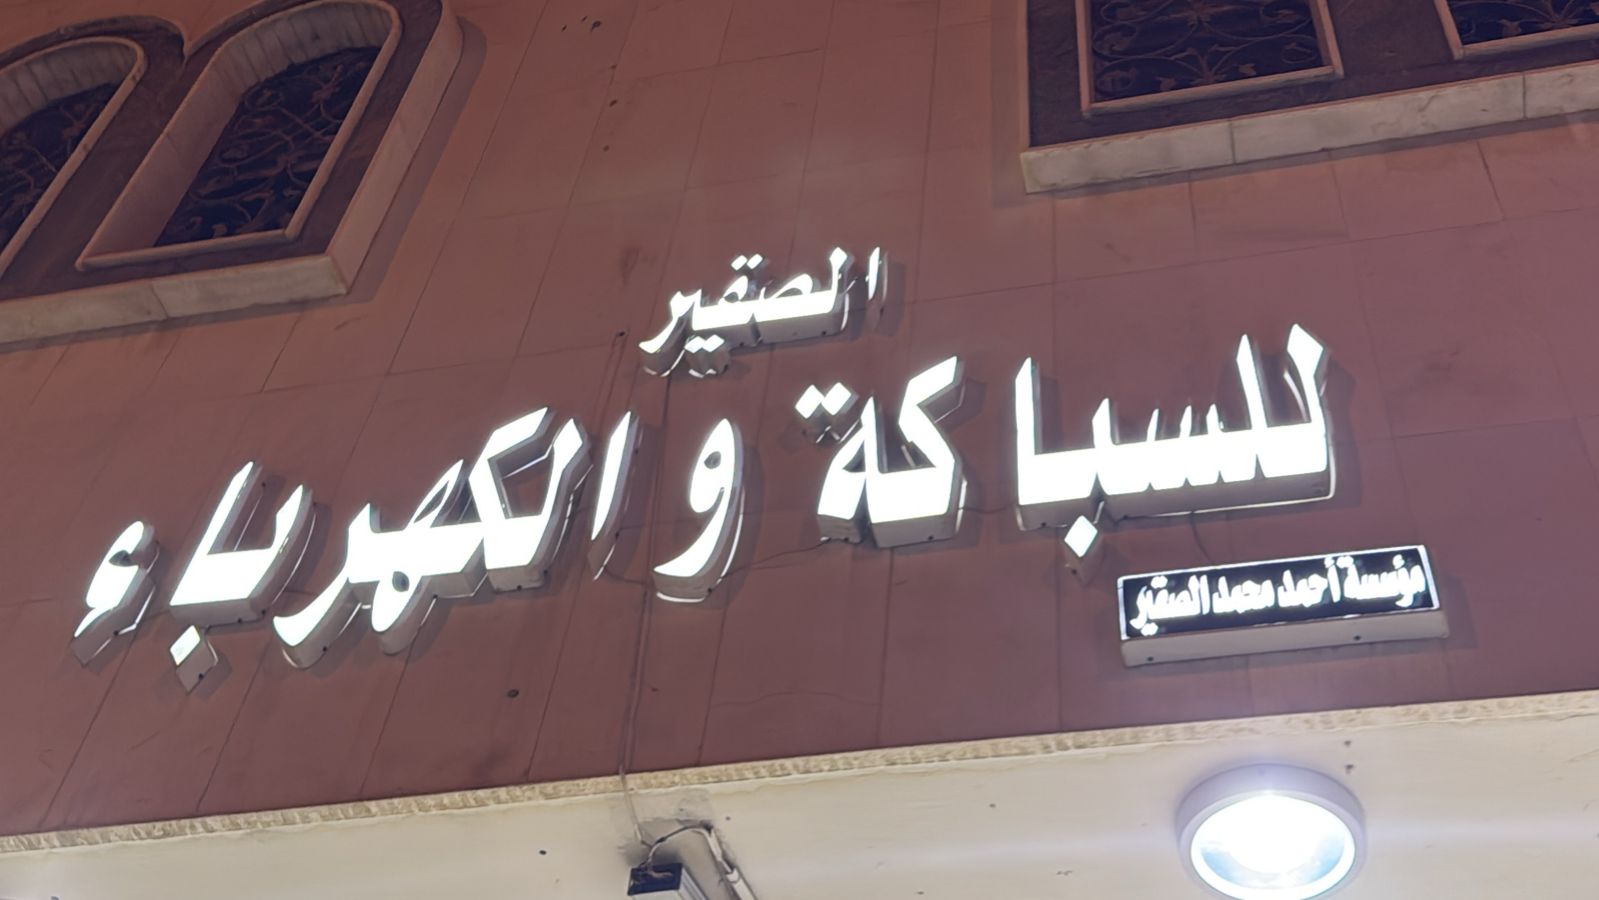 الصقير
للسباكة والكهرباء
مؤسسة أحمد محمد الصقير